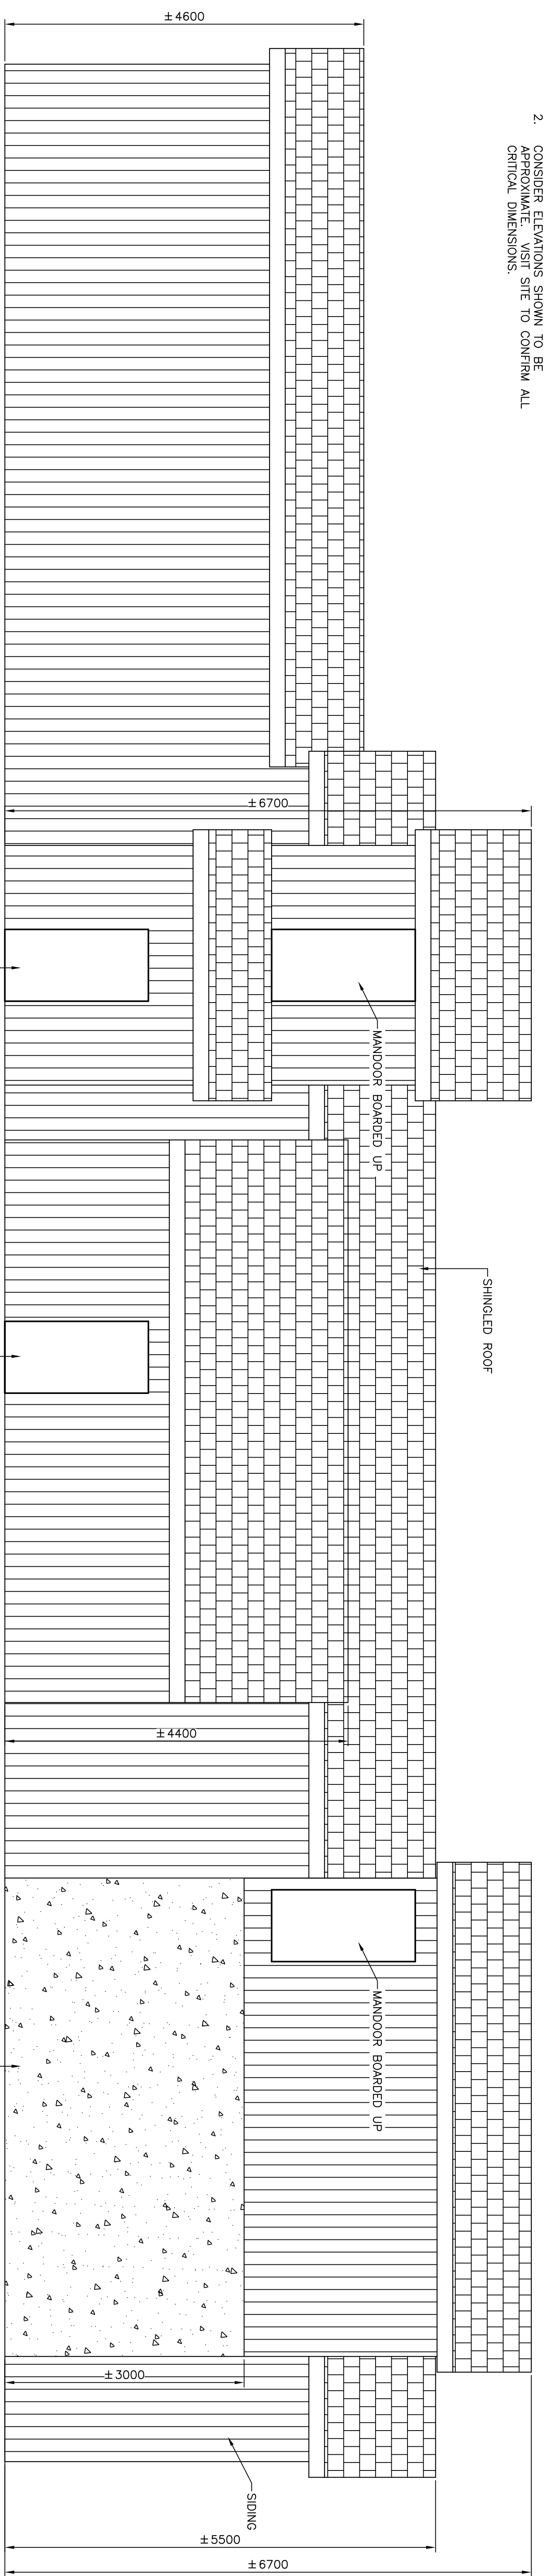 2. CONSIDER ELEVATIONS SHOWN TO BE
APPROXIMATE. VISIT SITE TO CONFIRM ALL
CRITICAL DIMENSIONS.
SHINGLED ROOF
MANDOOR BOARDED UP
MANDOOR BOARDED UP
SIDING
±4600
±6700
±4400
±3000
±5500
±6700